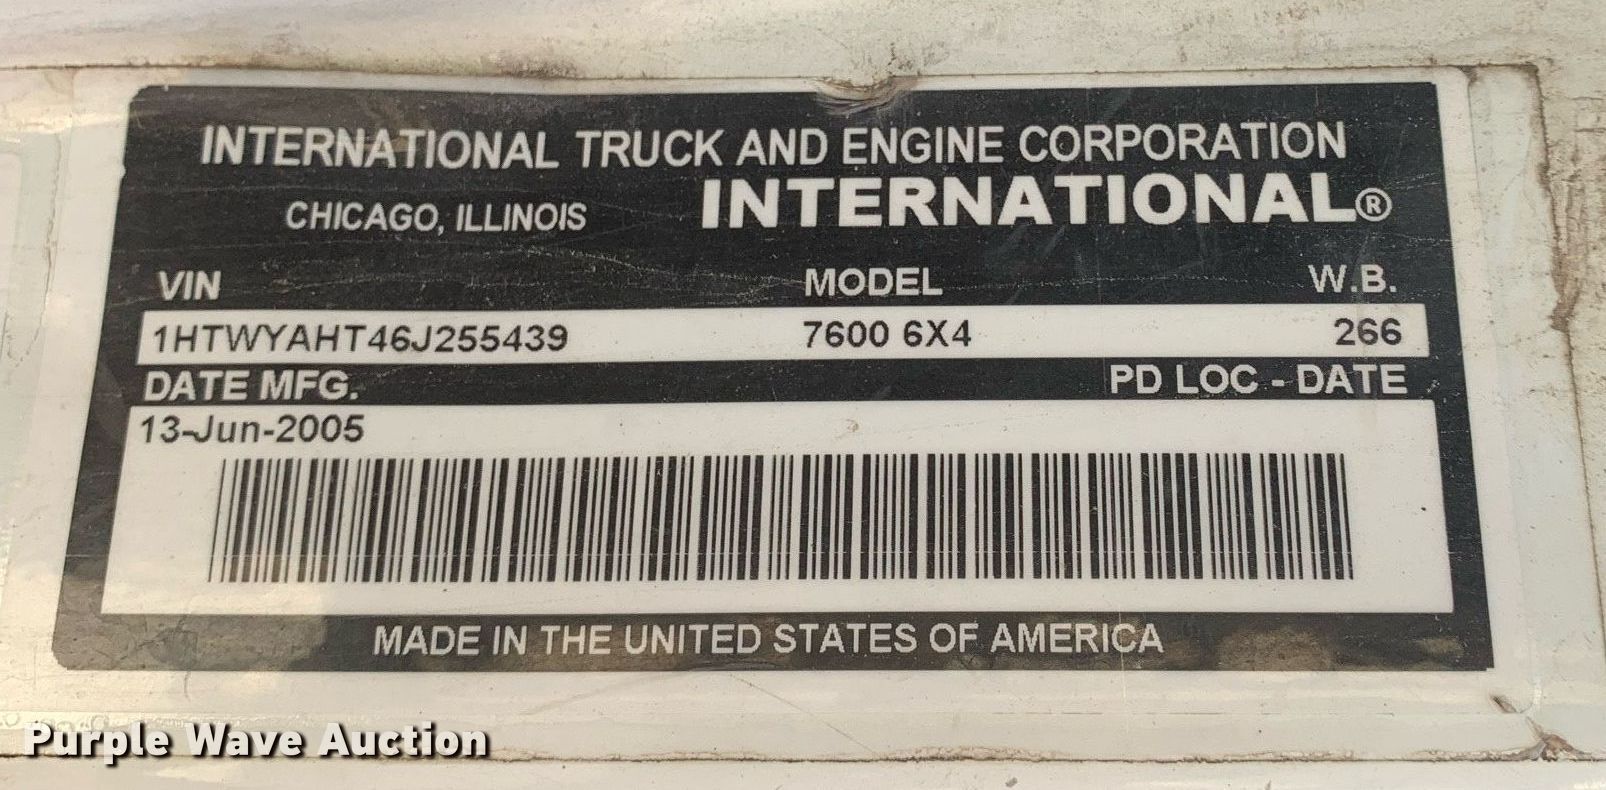 INTERNATIONAL TRUCK AND ENGINE CORPORATION
CHICAGO, ILLINOIS INTERNATIONAL®
VIN MODEL W.B.
1HTWYAHT46J255439 7600 6X4 266
DATE MFG. PD LOC - DATE
13-Jun-2005
MADE IN THE UNITED STATES OF AMERICA
Purple Wave Auction